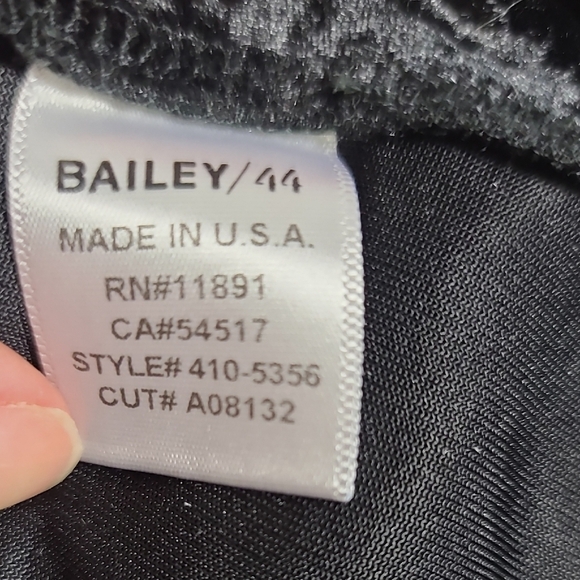 BAILEY/44
MADE IN U.S.A.
RN#11891
CA#54517
STYLE# 410-5356
CUT# A08132